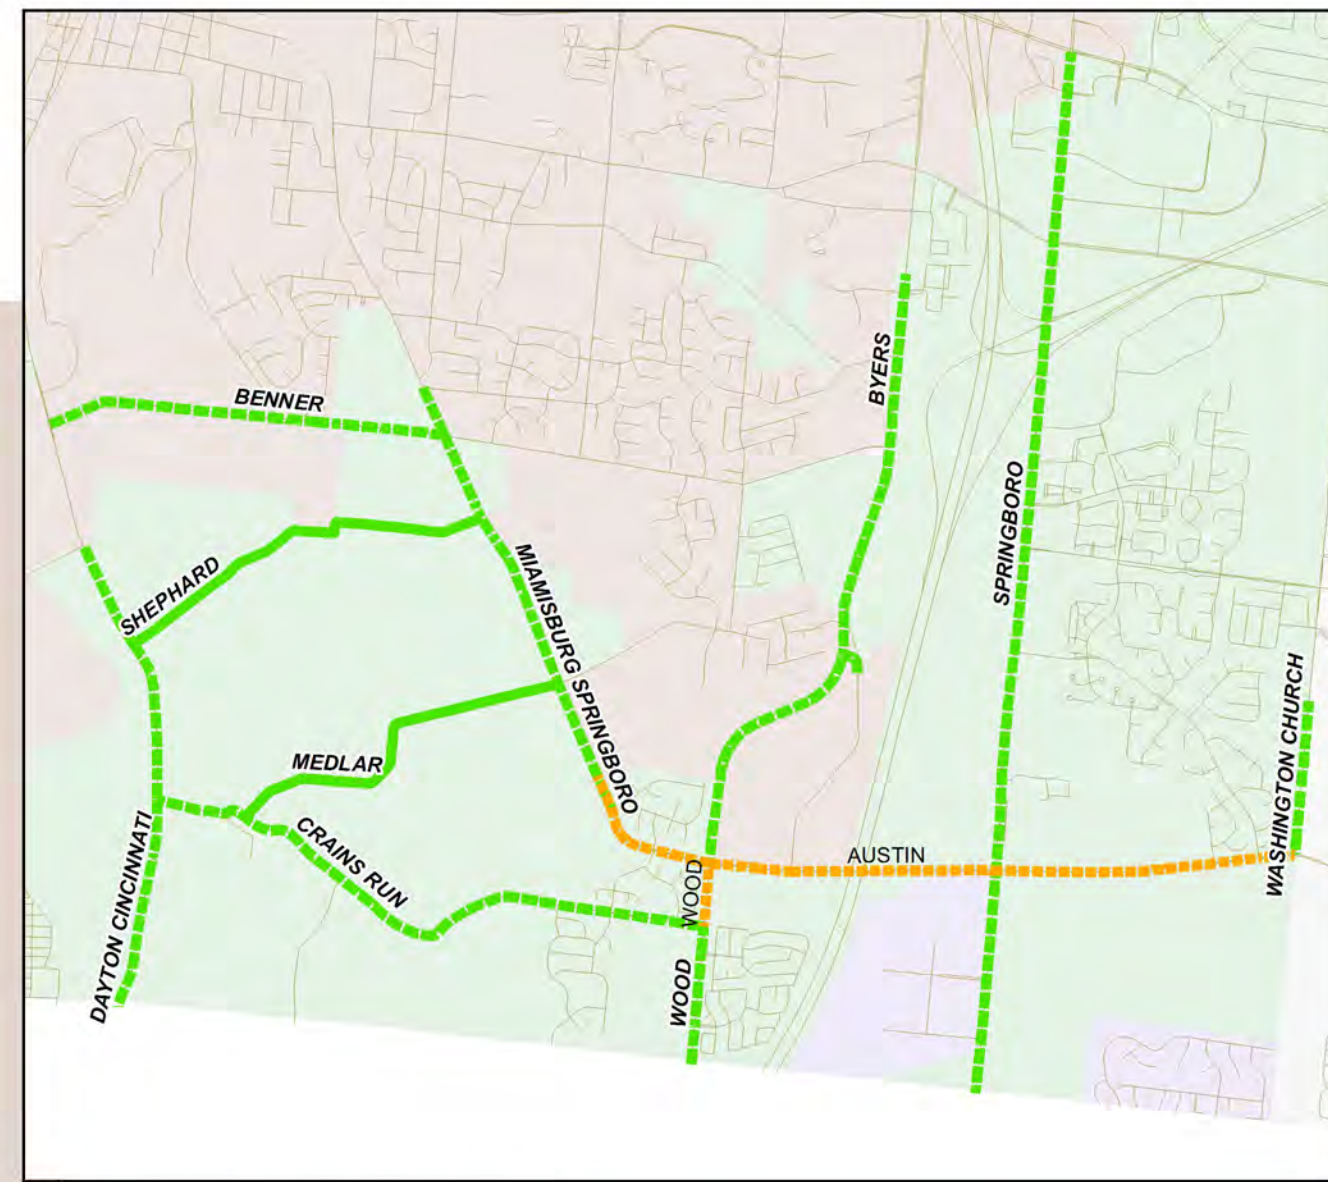 BYERS
BENNER
SPRINGBORO
SHEPHARD
MIAMISBURG SPRINGBORO
WASHINGTON CHURCH
MEDLAR
CRAINS RUN
AUSTIN
WOOD
DAYTON CINCINNATI
WOOD